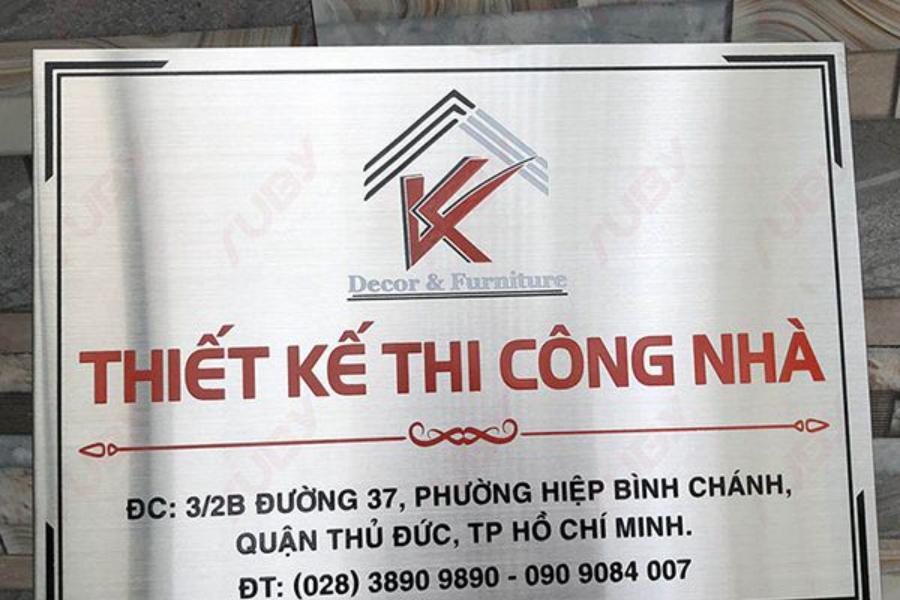 K
Decor & Furniture
THIẾT KẾ THI CÔNG NHÀ
ĐC: 3/2B ĐƯỜNG 37, PHƯỜNG HIỆP BÌNH CHÁNH,
QUẬN THỦ ĐỨC, TP HỒ CHÍ MINH.
ĐT: (028) 3890 9890 - 090 9084 007